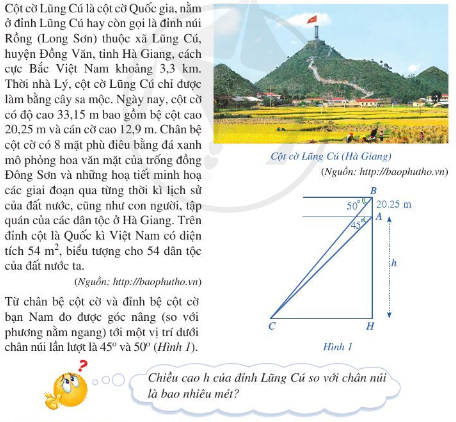 Cột cờ Lũng Cú là cột cờ Quốc gia, nằm
ở đỉnh Lũng Cú hay còn gọi là đỉnh núi
Rồng (Long Sơn) thuộc xã Lũng Cú,
huyện Đồng Văn, tỉnh Hà Giang, cách
cực Bắc Việt Nam khoảng 3,3 km.
Thời nhà Lý, cột cờ Lũng Cú chỉ được
làm bằng cây sa mộc. Ngày nay, cột cờ
có độ cao 33,15 m bao gồm bệ cột cao
20,25 m và cán cờ 12,9 m. Chân bệ
cột cờ có 8 mặt phù điêu bằng đá xanh
mô phỏng hoa văn mặt của trống đồng
Đông Sơn và những hoạ tiết minh hoạ
các giai đoạn qua từng thời kì lịch sử
của đất nước, cũng như con người, tập
quán của các dân tộc ở Hà Giang. Trên
đỉnh cột là Quốc kì Việt Nam có diện
tích 54 m², biểu tượng cho 54 dân tộc
của đất nước ta.
(Nguồn: http://baophutho.vn)
Từ chân bệ cột cờ và đỉnh bệ cột cờ
bạn Nam đo được góc nâng (so với
phương nằm ngang) tới một vị trí dưới
chân núi lần lượt là 45⁰ và 50⁰ (Hình 1).
Cột cờ Lũng Cú (Hà Giang)
(Nguồn: http://baophutho.vn)
B
50⁰
20,25 m
A
45⁰
h
C
H
Hình 1
?
Chiều cao h của đỉnh Lũng Cú so với chân núi
là bao nhiêu mét?